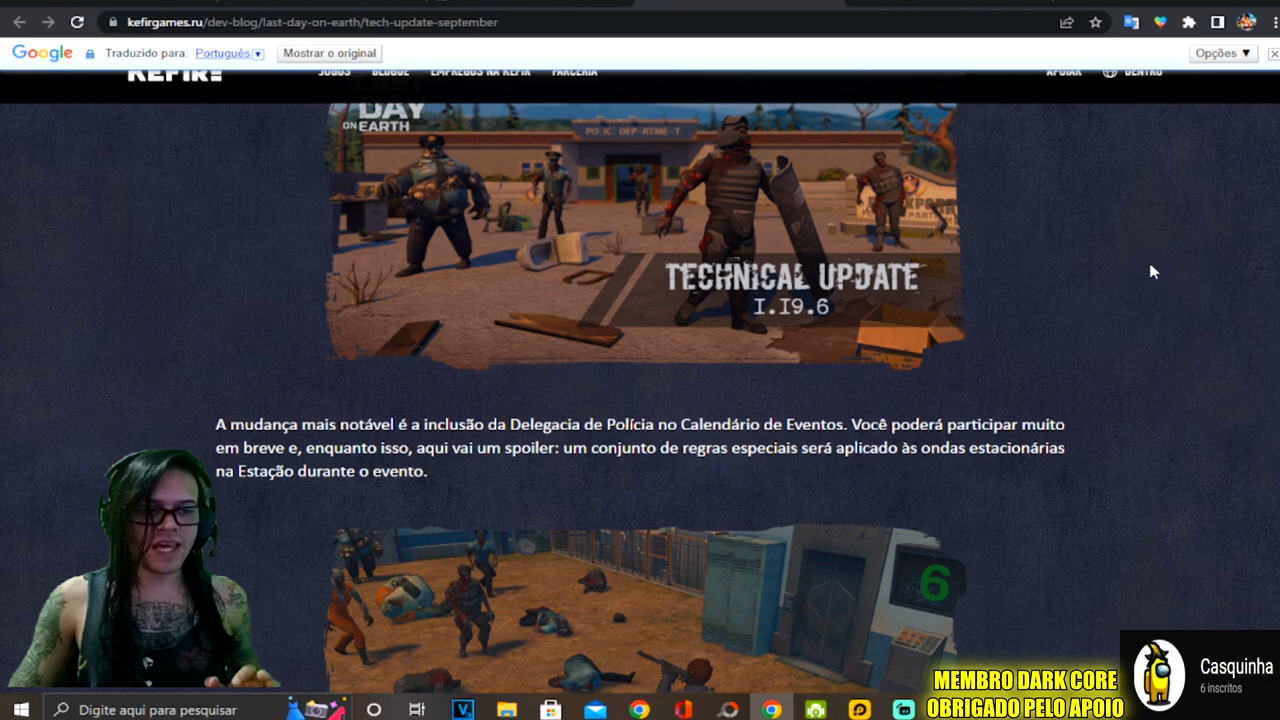 kefirgames.ru/dev-blog/last-day-on-earth/tech-update-september
Google Traduzido para: Português Mostrar o original Opções
KEFIR JOGOS BLOGUE EMPREGOS NA KEFIR PARCERIA APOIAR DENTRO
DAY
ON EARTH
TECHNICAL UPDATE
1.19.6
A mudança mais notável é a inclusão da Delegacia de Polícia no Calendário de Eventos. Você poderá participar muito
em breve e, enquanto isso, aqui vai um spoiler: um conjunto de regras especiais será aplicado às ondas estacionárias
na Estação durante o evento.
6
MEMBRO DARK CORE
OBRIGADO PELO APOIO
Casquinha
6 inscritos
Digite aqui para pesquisar